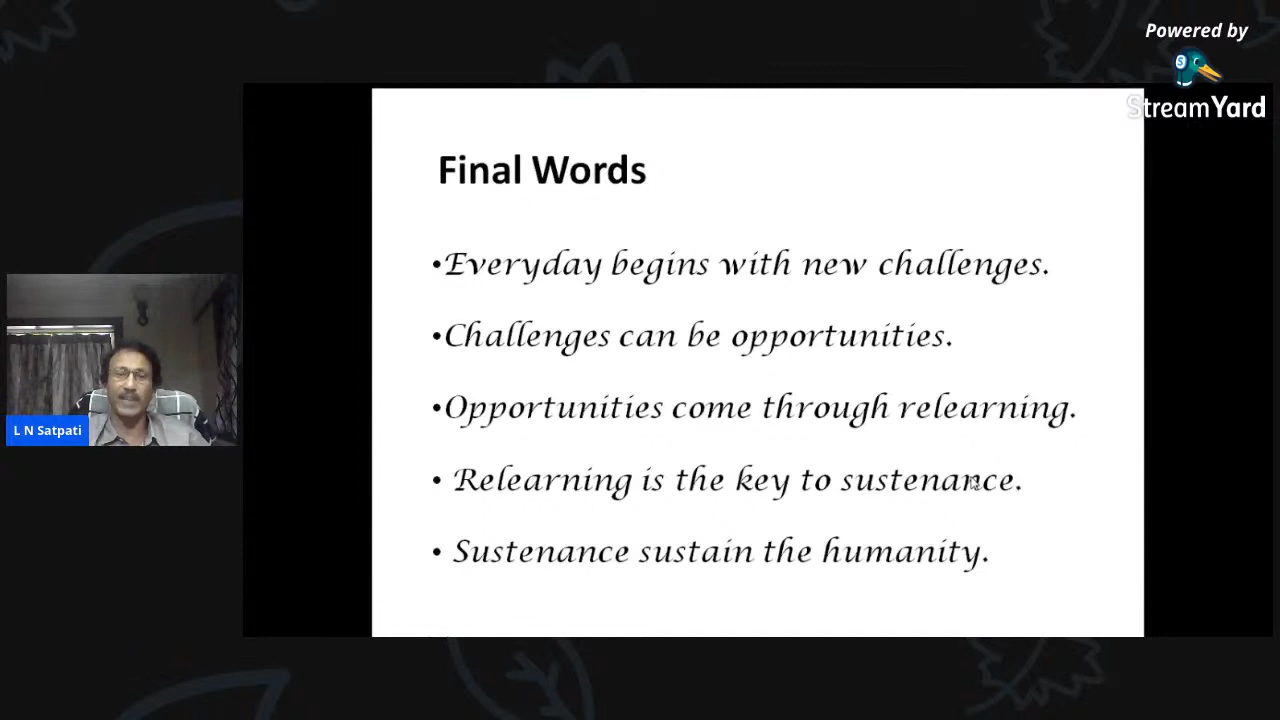 Powered by
StreamYard
Final Words
•Everyday begins with new challenges.
•Challenges can be opportunities.
•Opportunities come through relearning.
• Relearning is the key to sustenance.
• Sustenance sustain the humanity.
L N Satpati